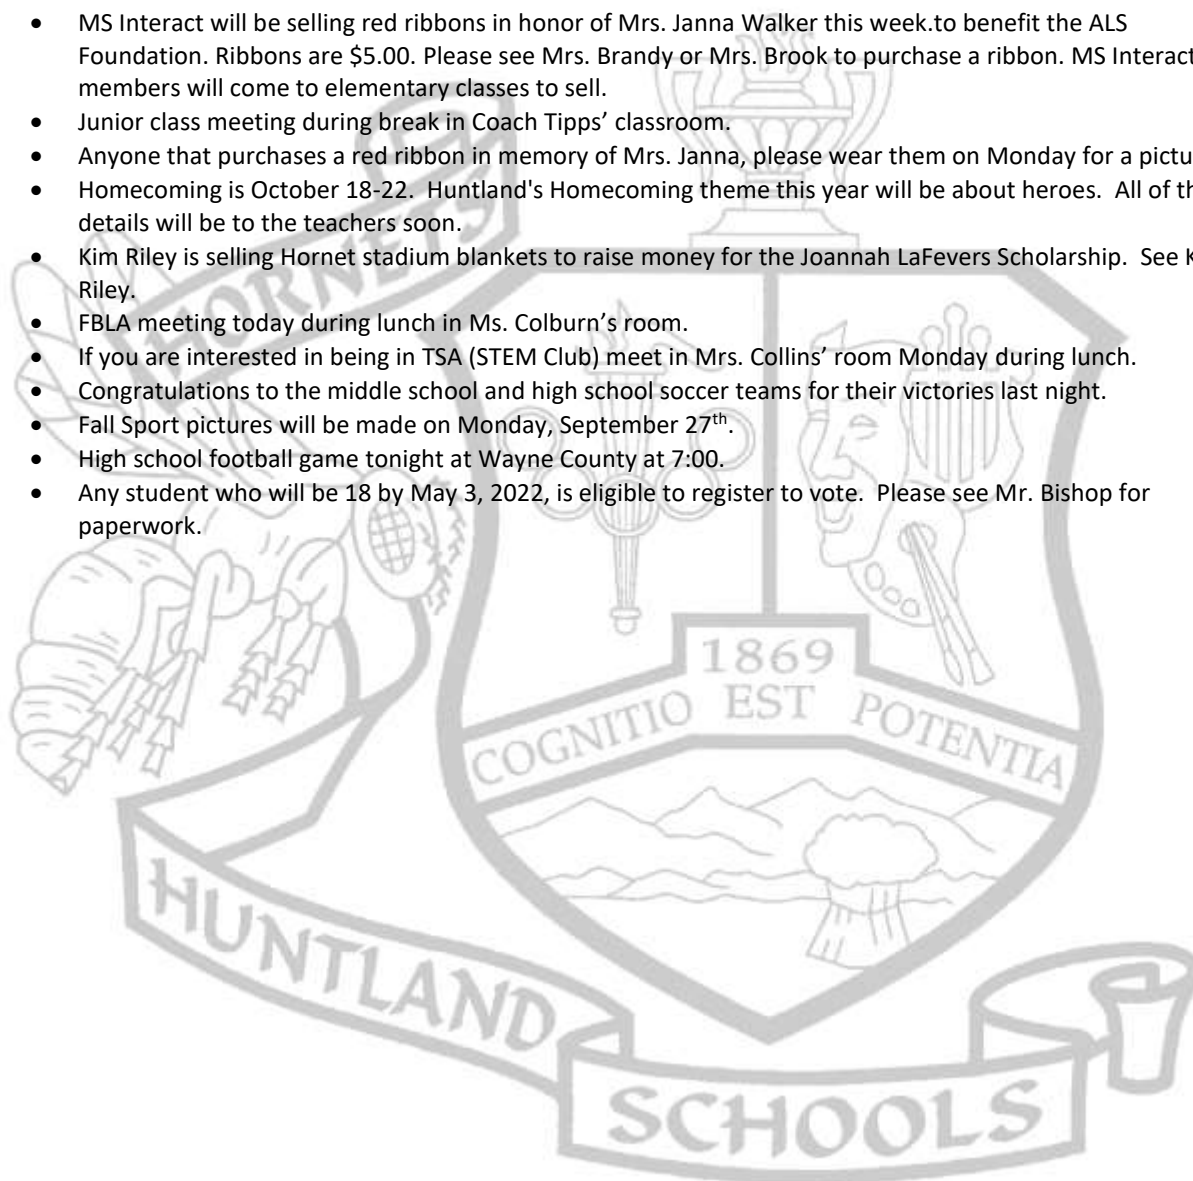 • MS Interact will be selling red ribbons in honor of Mrs. Janna Walker this week.to benefit the ALS
Foundation. Ribbons are $5.00. Please see Mrs. Brandy or Mrs. Brook to purchase a ribbon. MS Interact
members will come to elementary classes to sell.
• Junior class meeting during break in Coach Tipps’ classroom.
• Anyone that purchases a red ribbon in memory of Mrs. Janna, please wear them on Monday for a
• Homecoming is October 18-22. Huntland's Homecoming theme this year will be about heroes. All of
details will be to the teachers soon.
• Kim Riley is selling Hornet stadium blankets to raise money for the Joannah LaFevers Scholarship. See
Riley.
• FBLA meeting today during lunch in Ms. Colburn’s room.
• If you are interested in being in TSA (STEM Club) meet in Mrs. Collins’ room Monday during lunch.
• Congratulations to the middle school and high school soccer teams for their victories last night.
• Fall Sport pictures will be made on Monday, September 27th.
• High school football game tonight at Wayne County at 7:00.
• Any student who will be 18 by May 3, 2022, is eligible to register to vote. Please see Mr. Bishop for
paperwork.
HORNETS
1869
COGNITIO EST POTENTIA
HUNTLAND
SCHOOLS